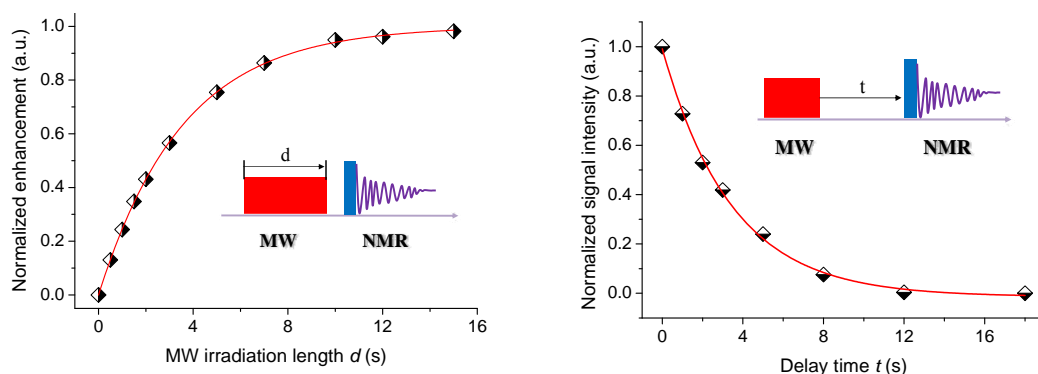 Normalized enhancement (a.u.)
1.0
0.8
0.6
0.4
0.2
0.0
d
MW
NMR
0
4
8
12
16
MW irradiation length d (s)
Normalized signal intensity (a.u.)
1.0
0.8
0.6
0.4
0.2
0.0
t
MW
NMR
0
4
8
12
16
Delay time t (s)